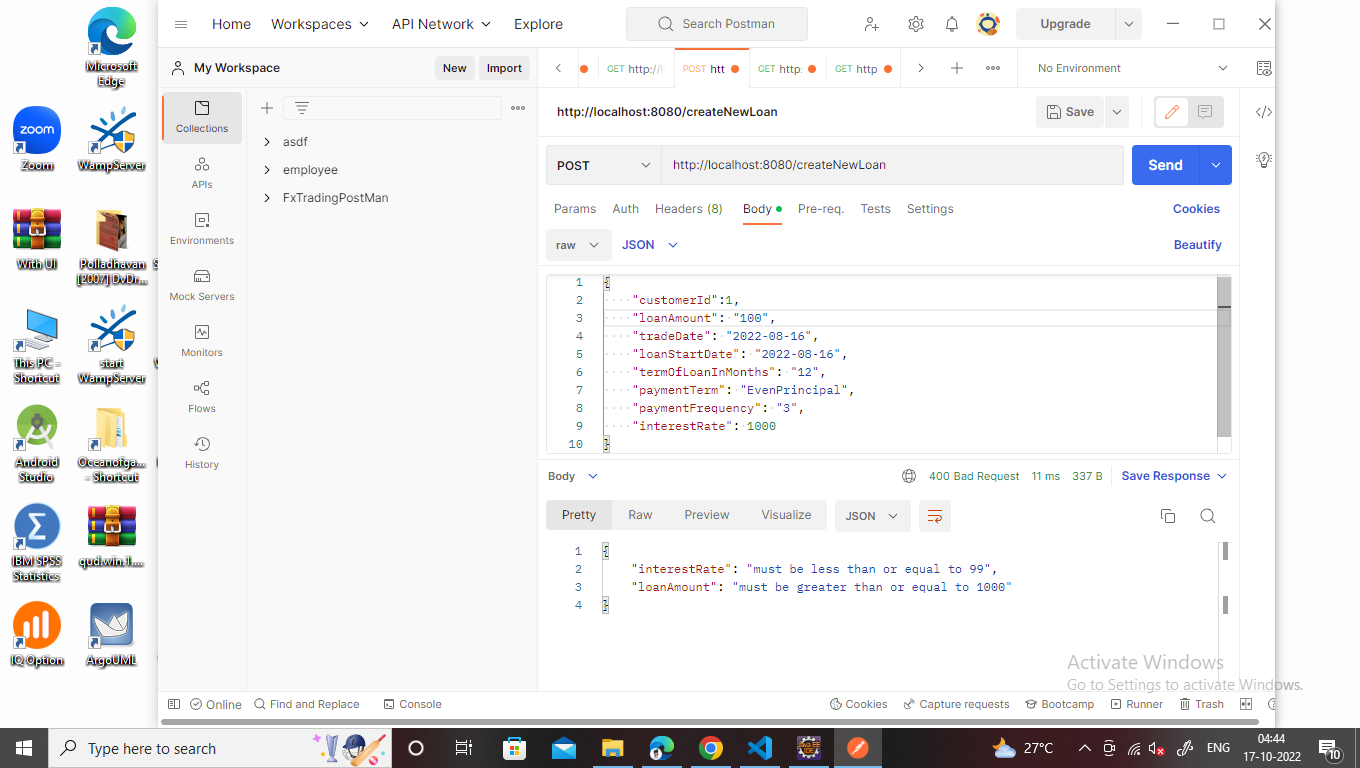 Home
Workspaces
API Network
Explore
Search Postman
Upgrade
My Workspace
New
Import
GET http://l
POST htt
GET http:
GET http
No Environment
Collections
APIs
Environments
Mock Servers
Monitors
Flows
History
asdf
employee
FxTradingPostMan
http://localhost:8080/createNewLoan
Save
POST
http://localhost:8080/createNewLoan
Send
Params
Auth
Headers (8)
Body
Pre-req.
Tests
Settings
Cookies
raw
JSON
Beautify
1 {
2 "customerId":1,
3 "loanAmount": "100",
4 "tradeDate": "2022-08-16",
5 "loanStartDate": "2022-08-16",
6 "termOfLoanInMonths": "12",
7 "paymentTerm": "EvenPrincipal",
8 "paymentFrequency": "3",
9 "interestRate": 1000
10 }
Body
400 Bad Request
11 ms
337 B
Save Response
Pretty
Raw
Preview
Visualize
JSON
1 {
2 "interestRate": "must be less than or equal to 99",
3 "loanAmount": "must be greater than or equal to 1000"
4 }
Activate Windows
Go to Settings to activate Windows.
Online
Find and Replace
Console
Cookies
Capture requests
Bootcamp
Runner
Trash
Microsoft
Edge
zoom
Zoom
WampServer
With UI
Polladhavan
[2007] DvDr...
This PC -
Shortcut
start
WampServer
Android
Studio
Oceanofga...
- Shortcut
IBM SPSS
Statistics
qud.win.1....
IQ Option
ArgoUML
Type here to search
27°C
ENG
04:44
17-10-2022
10